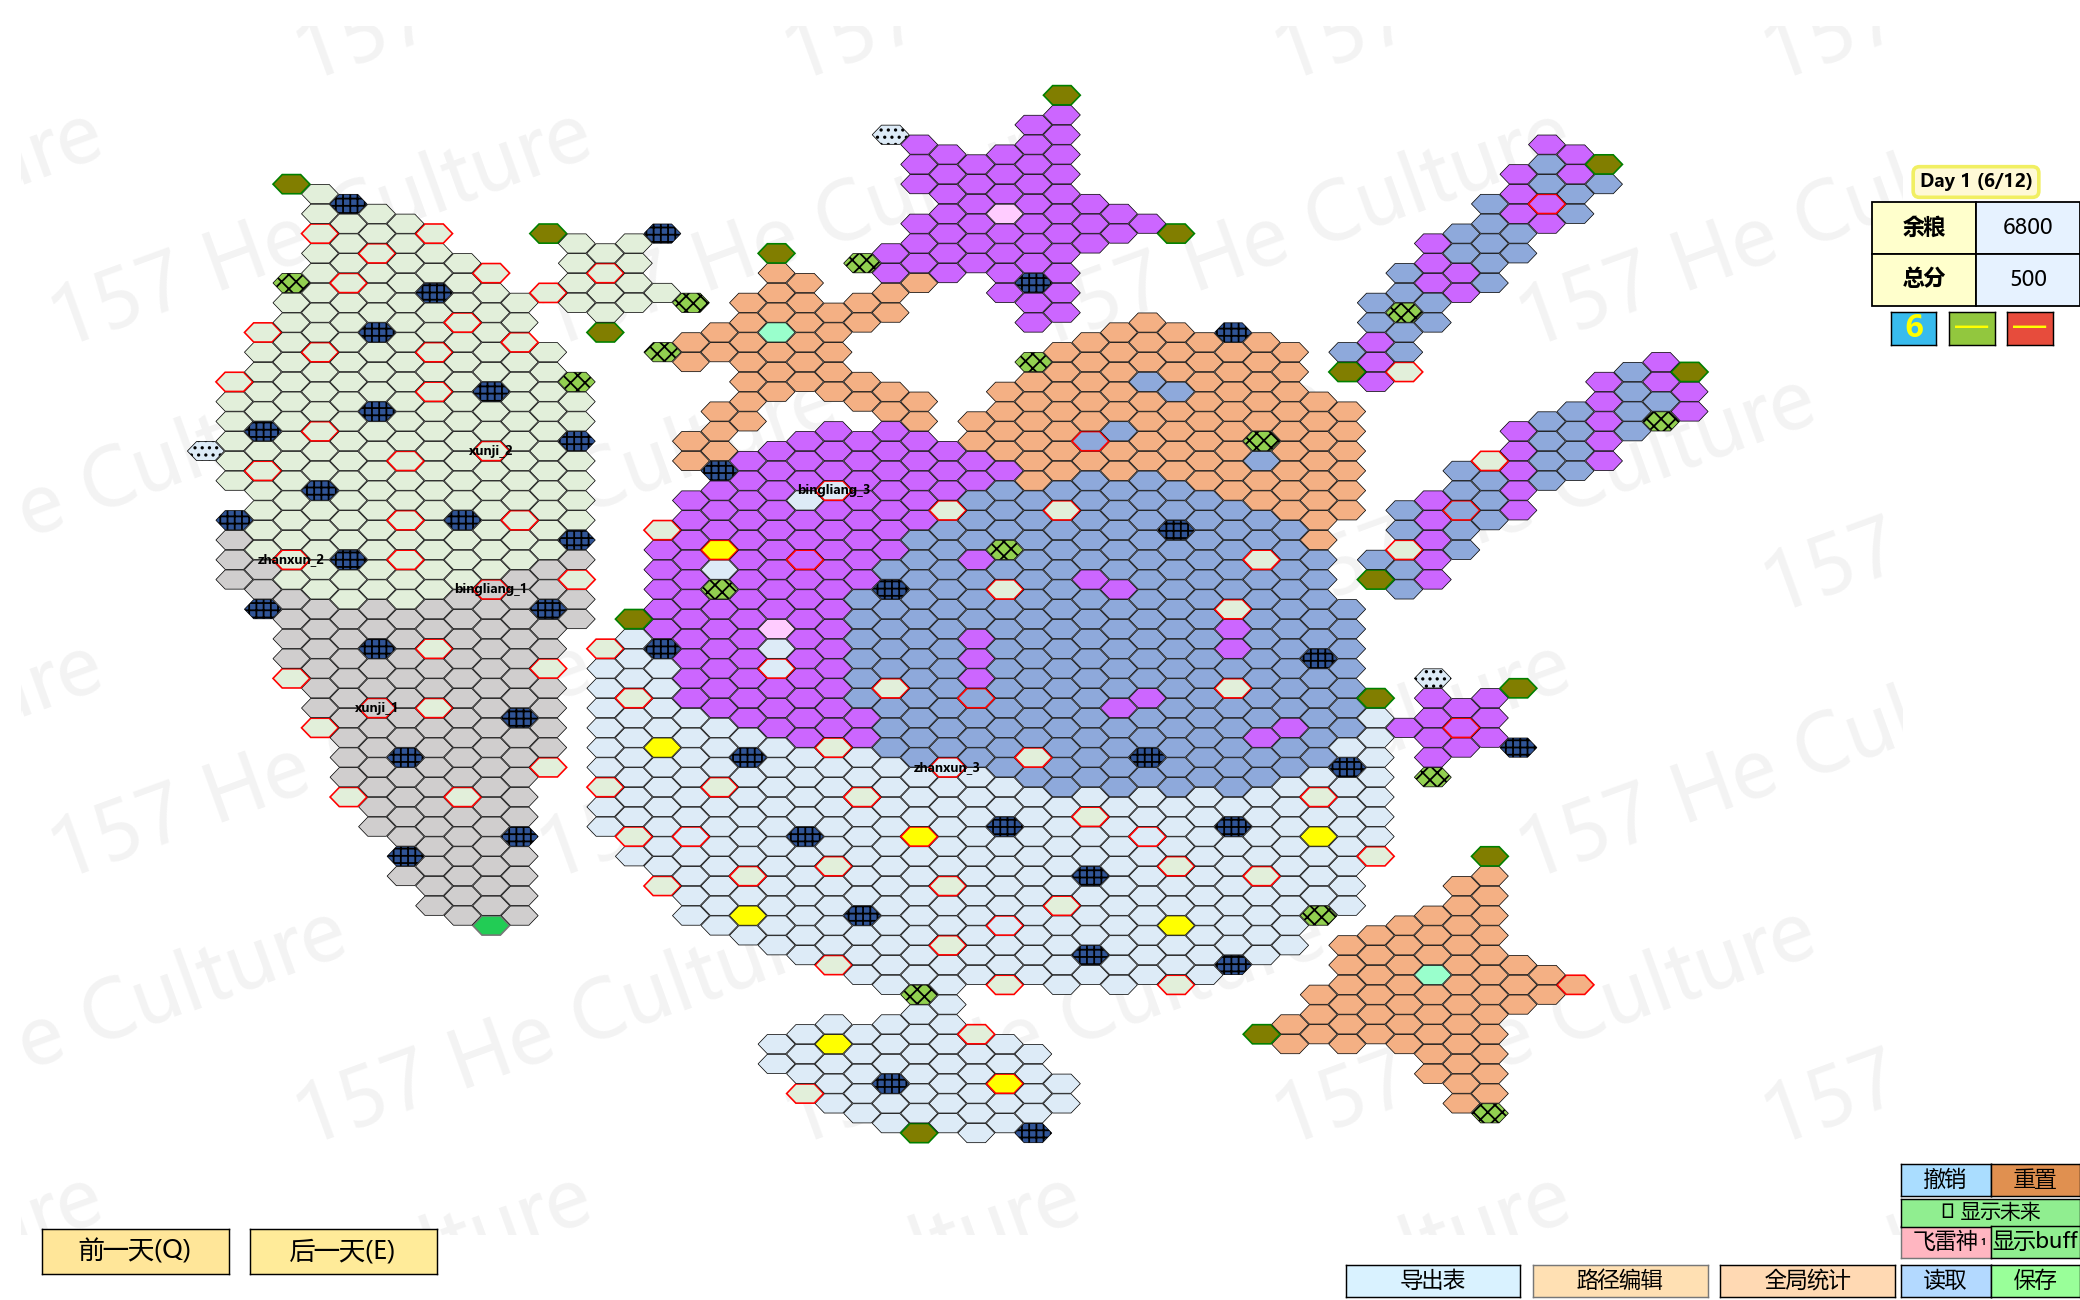 157 He Culture
Day 1 (6/12)
余粮 6800
总分 500
6 — —
xunji_2
bingliang_3
zhanxun_2
bingliang_1
xunji_1
zhanxun_3
撤销 重置
显示未来
飞雷神 1 显示buff
前一天(Q) 后一天(E)
导出表 路径编辑 全局统计 读取 保存